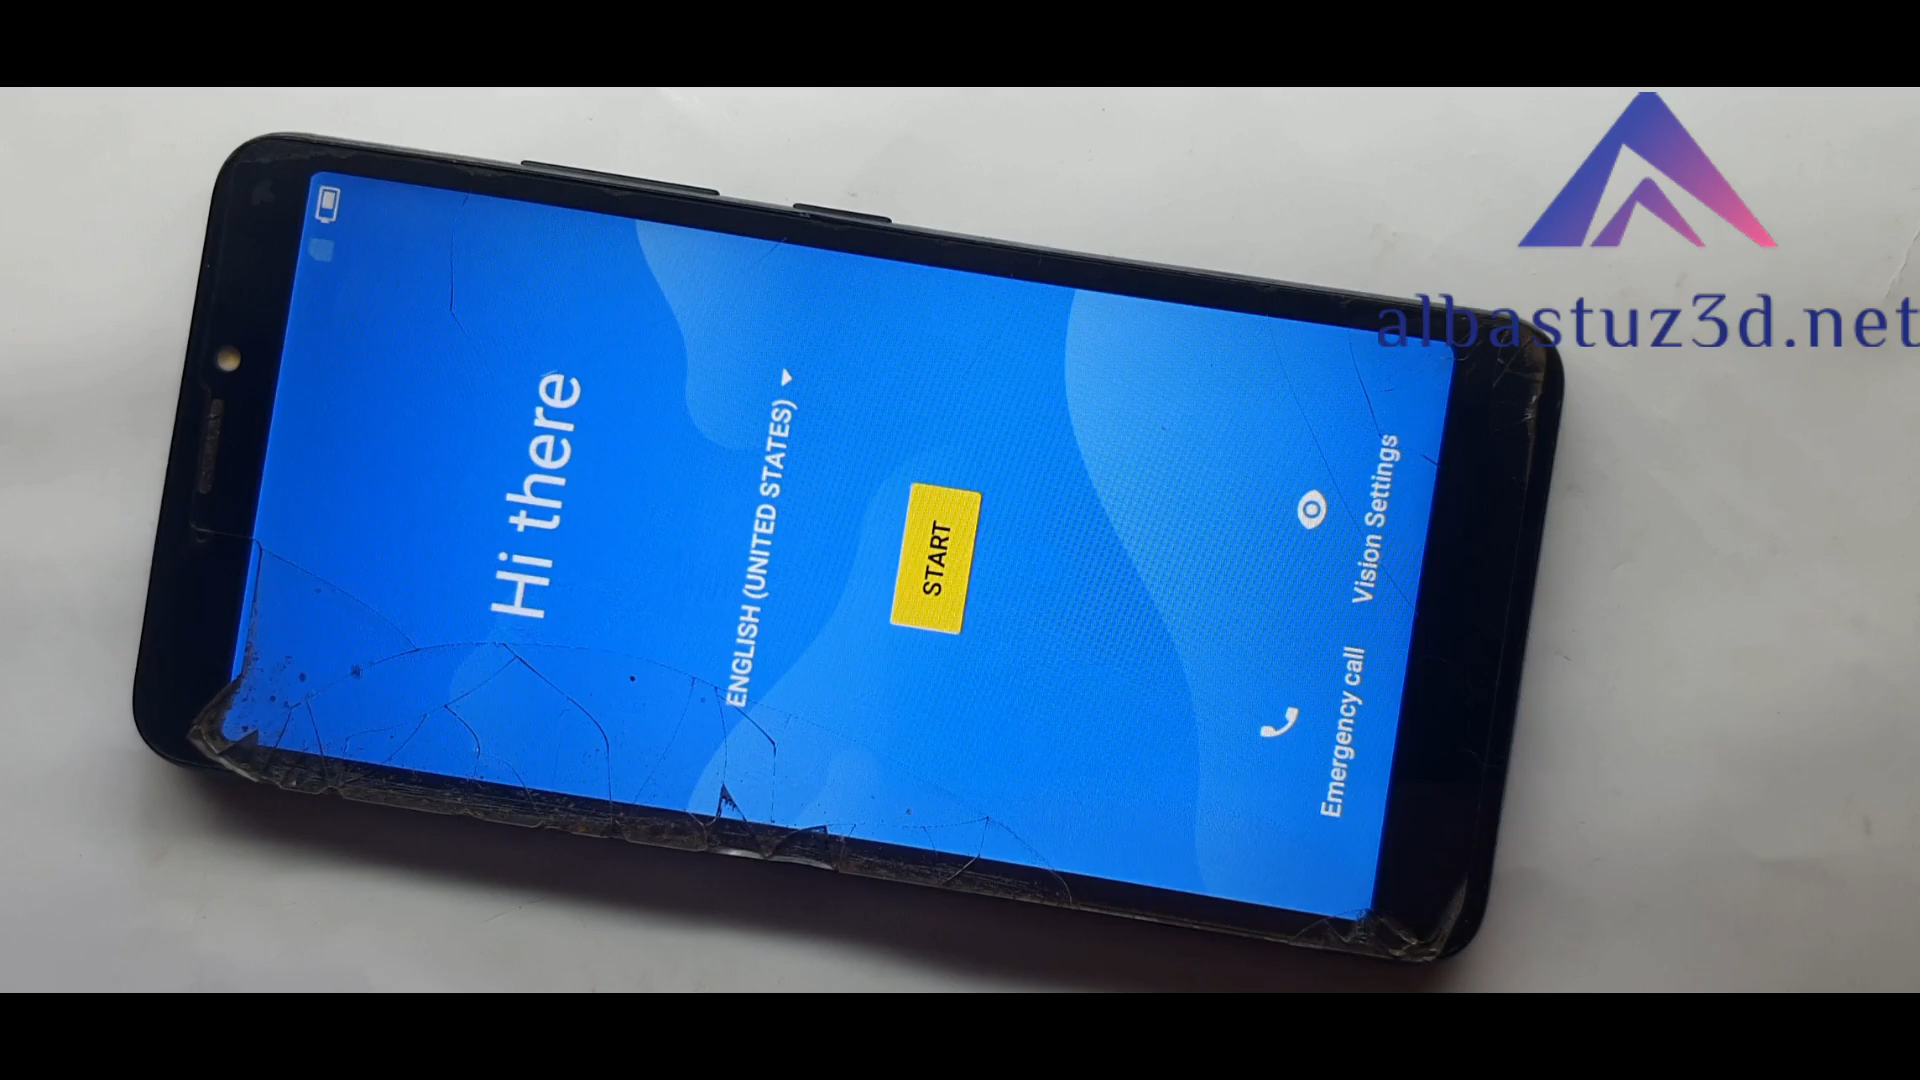 albastuz3d.net
Hi there
ENGLISH (UNITED STATES)
START
Emergency call
Vision Settings